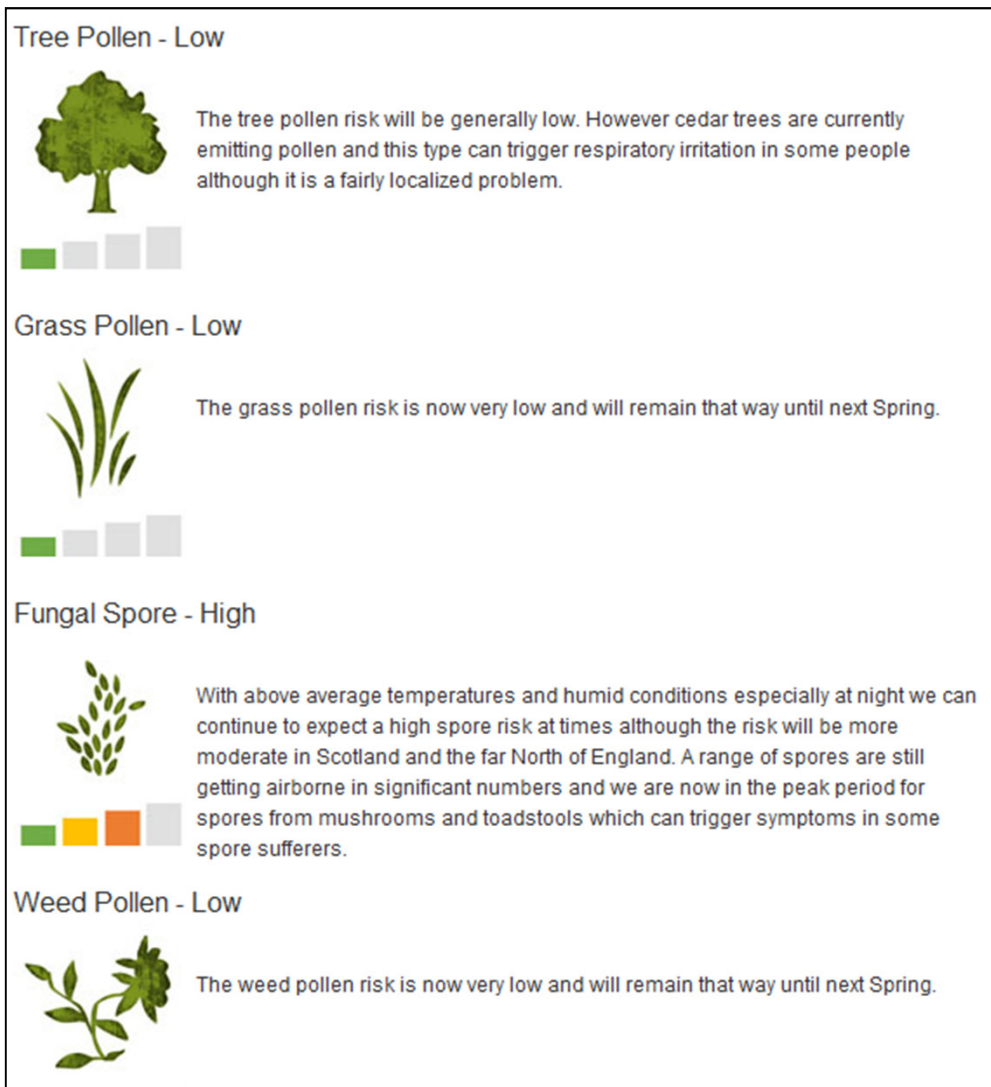 Tree Pollen - Low
The tree pollen risk will be generally low. However cedar trees are currently
emitting pollen and this type can trigger respiratory irritation in some people
although it is a fairly localized problem.
Grass Pollen - Low
The grass pollen risk is now very low and will remain that way until next Spring.
Fungal Spore - High
With above average temperatures and humid conditions especially at night we can
continue to expect a high spore risk at times although the risk will be more
moderate in Scotland and the far North of England. A range of spores are still
getting airborne in significant numbers and we are now in the peak period for
spores from mushrooms and toadstools which can trigger symptoms in some
spore sufferers.
Weed Pollen - Low
The weed pollen risk is now very low and will remain that way until next Spring.